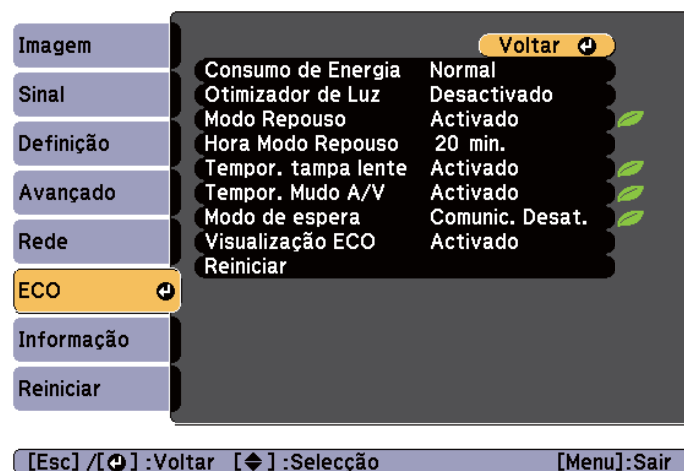 Imagem
Sinal
Definição
Avançado
Rede
ECO
Informação
Reiniciar
Voltar
Consumo de Energia Normal
Otimizador de Luz Desactivado
Modo Repouso Activado
Hora Modo Repouso 20 min.
Tempor. tampa lente Activado
Tempor. Mudo A/V Activado
Modo de espera Comunic. Desat.
Visualização ECO Activado
Reiniciar
[Esc] /[⏎] :Voltar [◆] :Selecção [Menu]:Sair